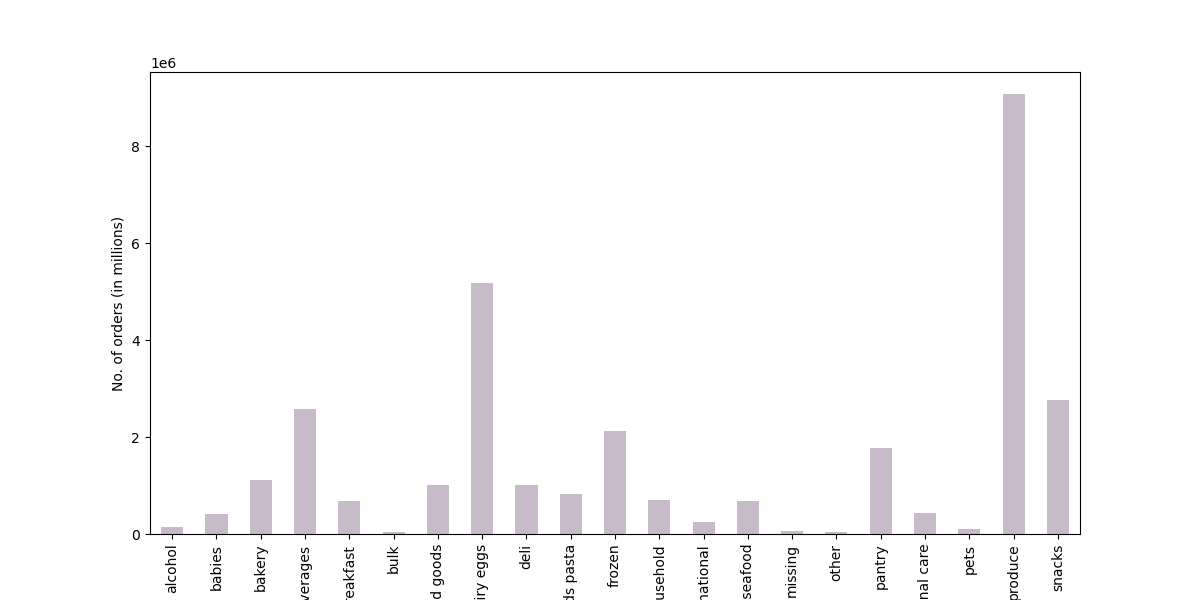 1e6
No. of orders (in millions)
8
6
4
2
0
alcohol
babies
bakery
verages
reakfast
bulk
d goods
iry eggs
deli
ds pasta
frozen
usehold
national
seafood
missing
other
pantry
nal care
pets
produce
snacks